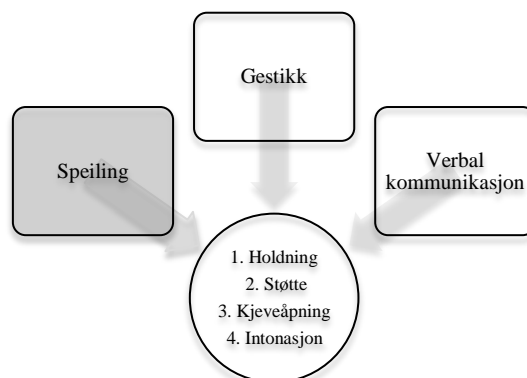 Gestikk
Speiling
Verbal
kommunikasjon
1. Holdning
2. Støtte
3. Kjeveåpning
4. Intonasjon